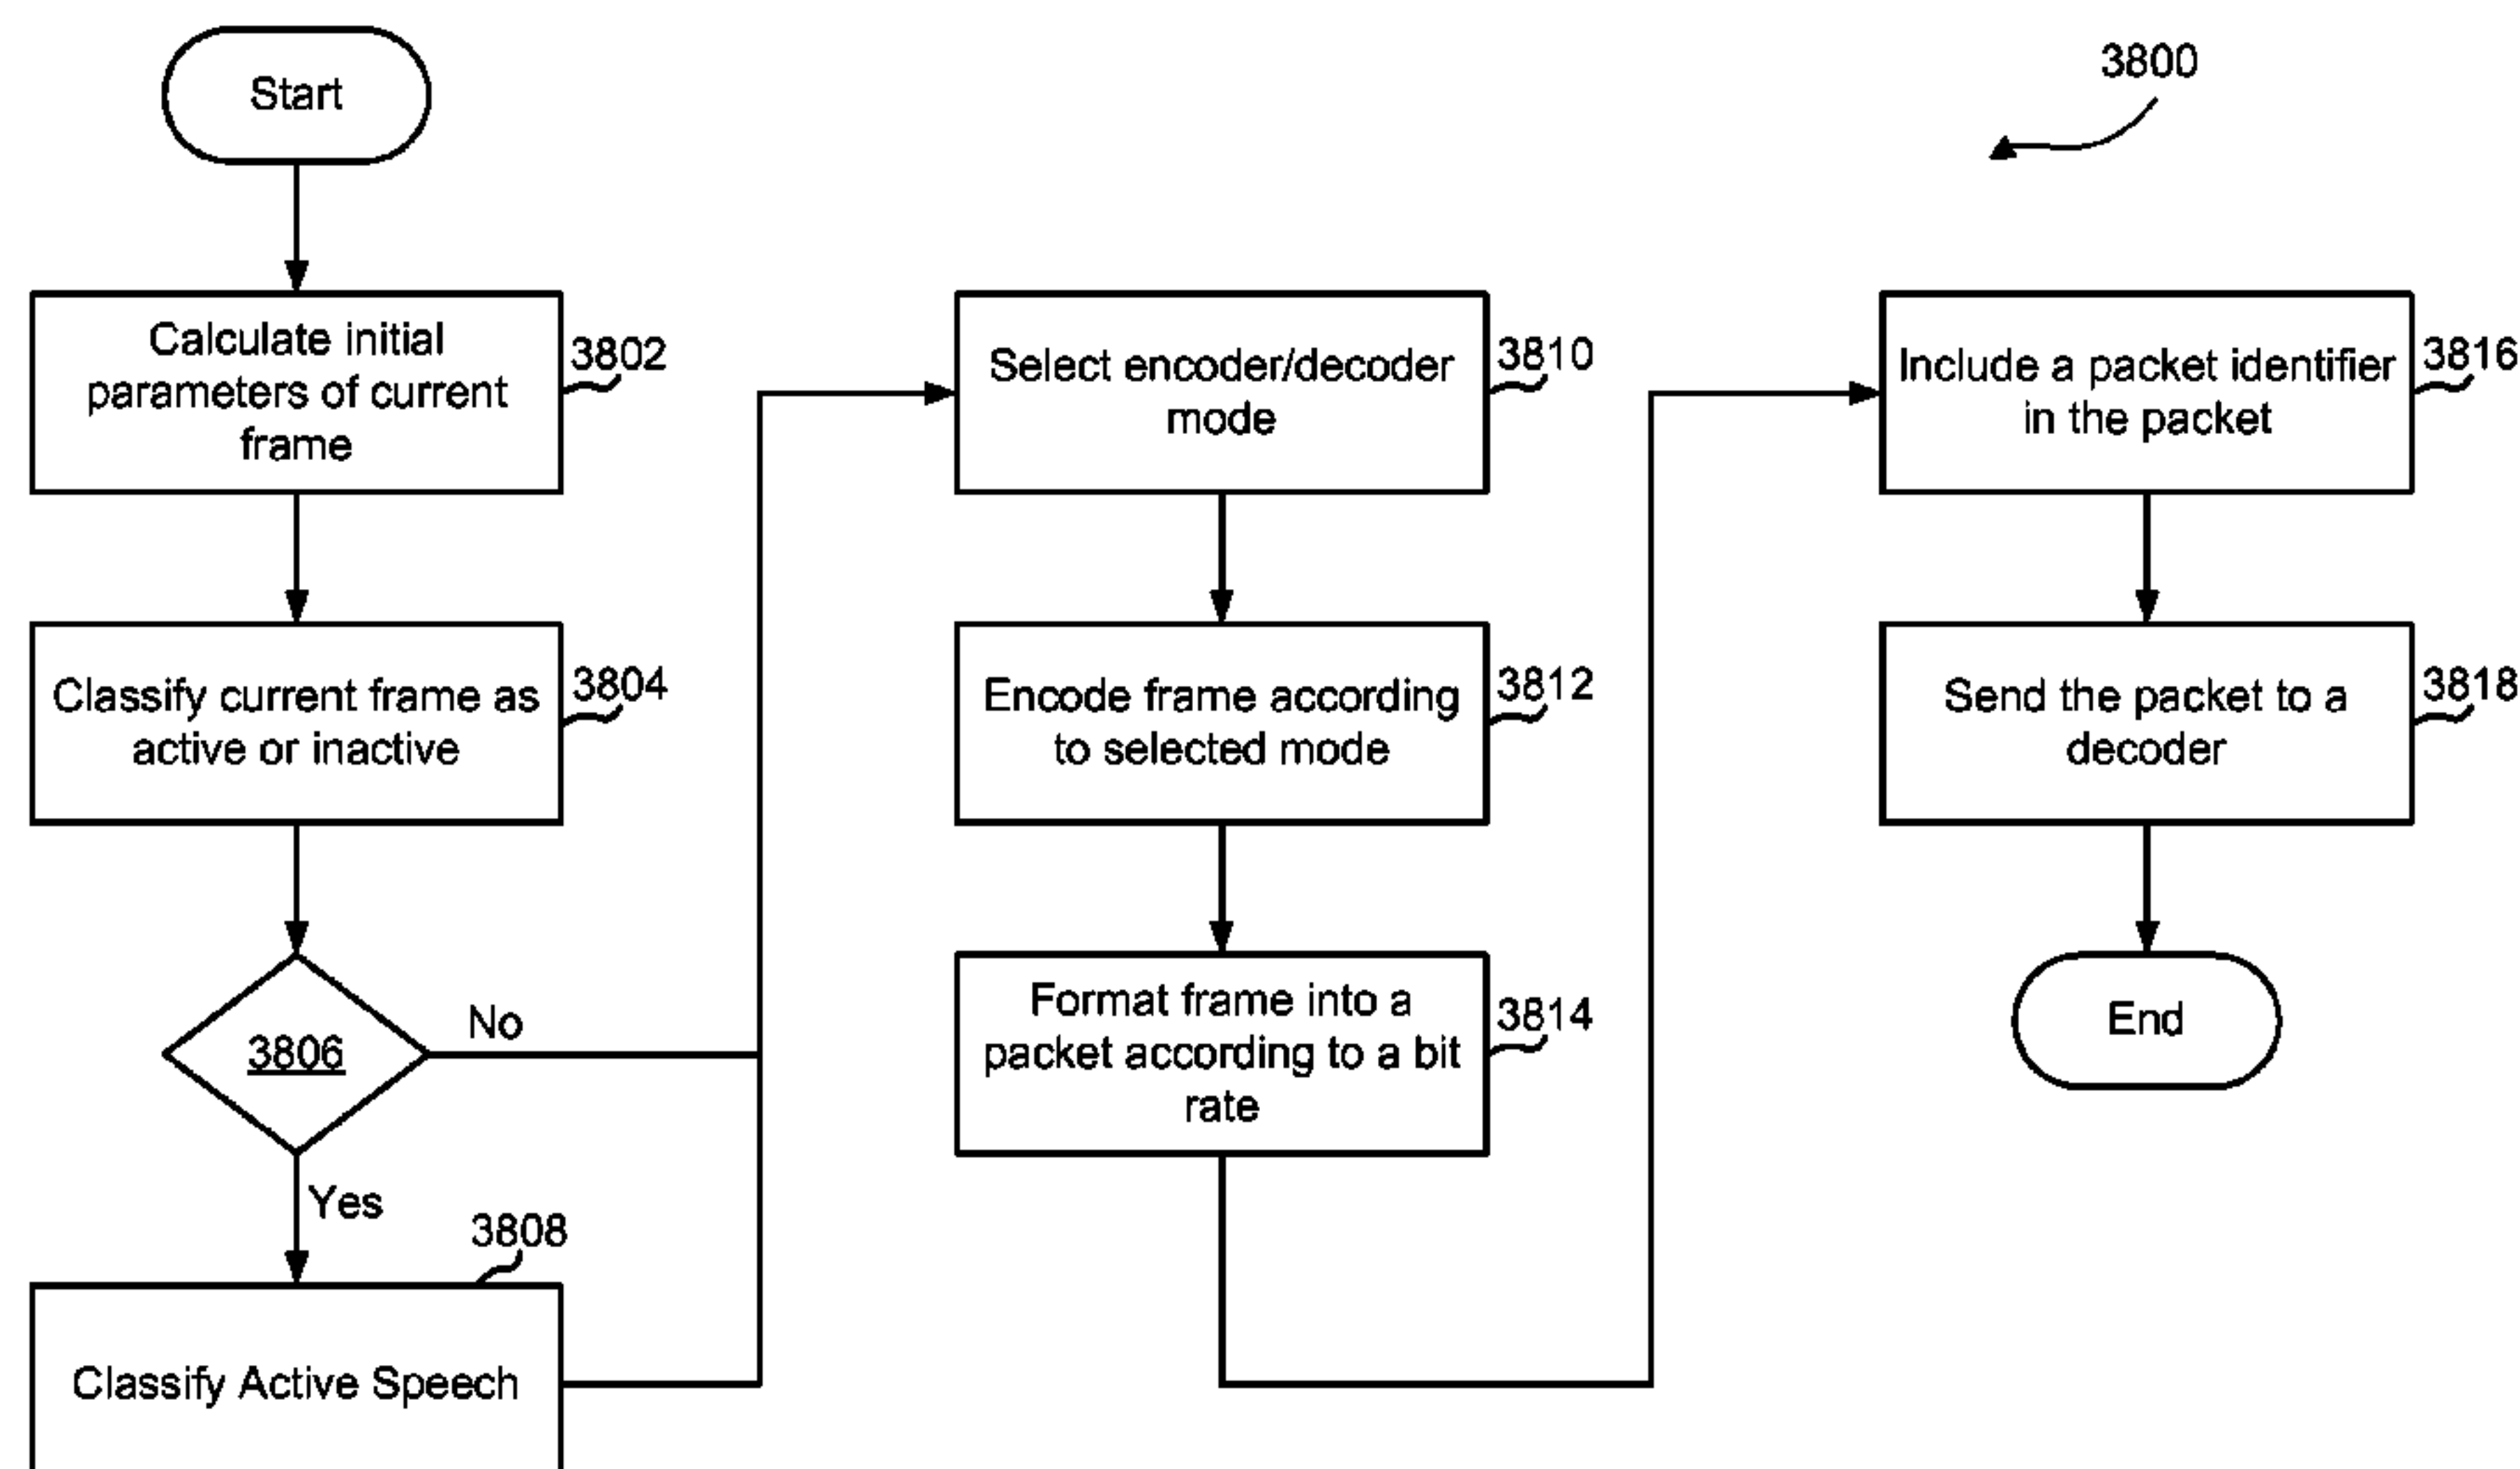 Start
3800
Calculate initial
parameters of current
frame
3802
Classify current frame as
active or inactive
3804
3806
No
Yes
3808
Classify Active Speech
Select encoder/decoder
mode
3810
Encode frame according
to selected mode
3812
Format frame into a
packet according to a bit
rate
3814
Include a packet identifier
in the packet
3816
Send the packet to a
decoder
3818
End